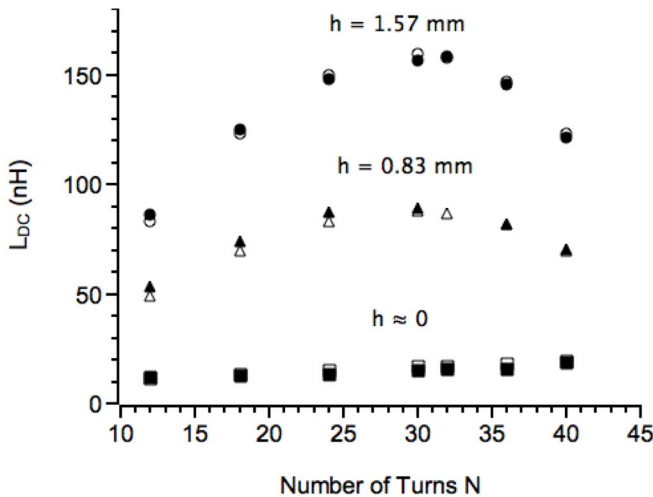 h = 1.57 mm
150
h = 0.83 mm
100
L_DC (nH)
50
h ≈ 0
0
10 15 20 25 30 35 40 45
Number of Turns N